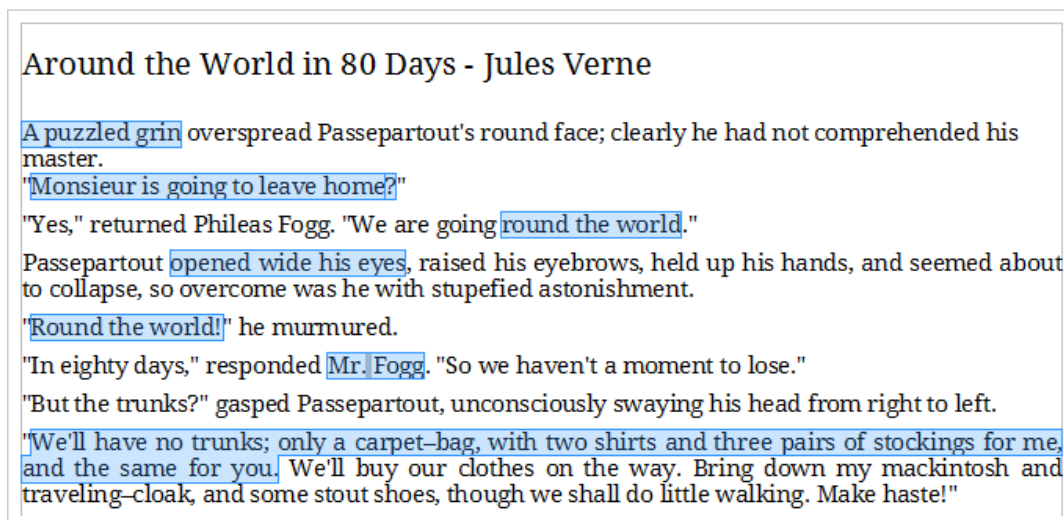 Around the World in 80 Days - Jules Verne
A puzzled grin overspread Passepartout's round face; clearly he had not comprehended his
master.
"Monsieur is going to leave home?"
"Yes," returned Phileas Fogg. "We are going round the world."
Passepartout opened wide his eyes, raised his eyebrows, held up his hands, and seemed about
to collapse, so overcome was he with stupefied astonishment.
"Round the world!" he murmured.
"In eighty days," responded Mr. Fogg. "So we haven't a moment to lose."
"But the trunks?" gasped Passepartout, unconsciously swaying his head from right to left.
"We'll have no trunks; only a carpet–bag, with two shirts and three pairs of stockings for me,
and the same for you. We'll buy our clothes on the way. Bring down my mackintosh and
traveling–cloak, and some stout shoes, though we shall do little walking. Make haste!"